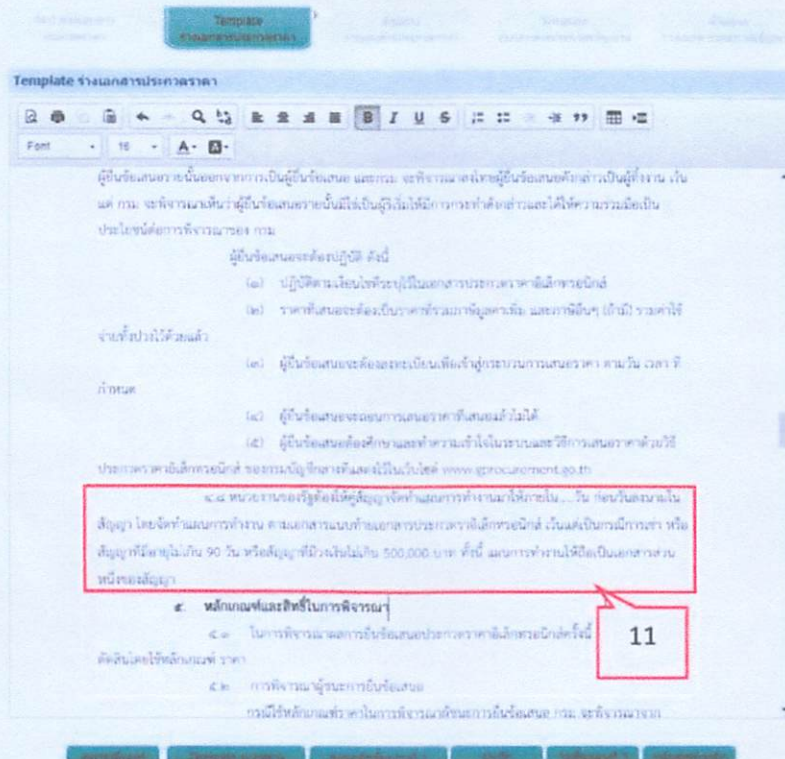 Template
ร่างเอกสารประกวดราคา
Template ร่างเอกสารประกวดราคา
Font 16
ผู้ยื่นข้อเสนอรายนั้นออกจากการเป็นผู้ยื่นข้อเสนอ และกรม จะพิจารณาลงโทษผู้ยื่นข้อเสนอดังกล่าวเป็นผู้ทิ้งงาน เว้น
แต่ กรม จะพิจารณาเห็นว่าผู้ยื่นข้อเสนอรายนั้นมิใช่เป็นผู้ริเริ่มให้มีการกระทำดังกล่าวและได้ให้ความร่วมมือเป็น
ประโยชน์ต่อการพิจารณาของ กรม
ผู้ยื่นข้อเสนอจะต้องปฏิบัติ ดังนี้
(๑) ปฏิบัติตามเงื่อนไขที่ระบุไว้ในเอกสารประกวดราคาอิเล็กทรอนิกส์
(๒) ราคาที่เสนอจะต้องเป็นราคาที่รวมภาษีมูลค่าเพิ่ม และภาษีอื่นๆ (ถ้ามี) รวมค่าใช้
จ่ายทั้งปวงไว้ด้วยแล้ว
(๓) ผู้ยื่นข้อเสนอจะต้องลงทะเบียนเพื่อเข้าสู่กระบวนการเสนอราคา ตามวัน เวลา ที่
กำหนด
(๔) ผู้ยื่นข้อเสนอจะถอนการเสนอราคาที่เสนอแล้วไม่ได้
(๕) ผู้ยื่นข้อเสนอต้องศึกษาและทำความเข้าใจในระบบและวิธีการเสนอราคาด้วยวิธี
ประกวดราคาอิเล็กทรอนิกส์ ของกรมบัญชีกลางที่แสดงไว้ในเว็บไซต์ www.gprocurement.go.th
๔.๘ หน่วยงานของรัฐต้องให้คู่สัญญาจัดทำแผนการทำงานมาให้ภายใน....วัน ก่อนวันลงนามใน
สัญญา โดยจัดทำแผนการทำงาน ตามเอกสารแนบท้ายเอกสารประกวดราอิเล็กทรอนิกส์ เว้นแต่เป็นกรณีการเช่า หรือ
สัญญาที่มีอายุไม่เกิน 90 วัน หรือสัญญาที่มีวงเงินไม่เกิน 500,000 บาท ทั้งนี้ แผนการทำงานให้ถือเป็นเอกสารส่วน
หนึ่งของสัญญา
๕. หลักเกณฑ์และสิทธิ์ในการพิจารณา
๕.๑ ในการพิจารณาผลการยื่นข้อเสนอประกวดราคาอิเล็กทรอนิกส์ครั้งนี้
11
ตัดสินโดยใช้หลักเกณฑ์ ราคา
๕.๒ การพิจารณาผู้ชนะการยื่นข้อเสนอ
กรณีใช้หลักเกณฑ์ราคาในการพิจารณาผู้ชนะการยื่นข้อเสนอ กรม จะพิจารณาจาก